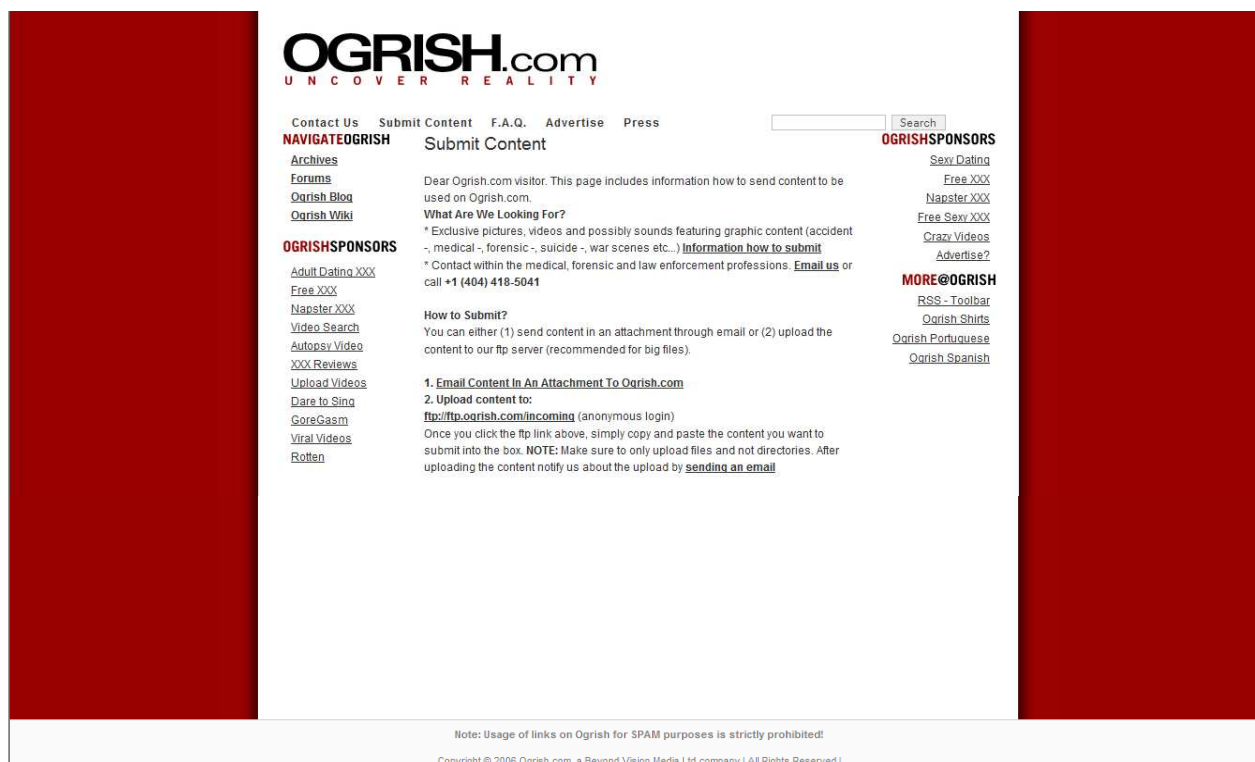 OGRISH.com
UNCOVER REALITY
Contact Us Submit Content F.A.Q. Advertise Press Search
NAVIGATEOGRISH
Archives
Forums
Ogrish Blog
Ogrish Wiki
OGRISHSPONSORS
Adult Dating XXX
Free XXX
Napster XXX
Video Search
Autopsy Video
XXX Reviews
Upload Videos
Dare to Sing
GoreGasm
Viral Videos
Rotten
Submit Content
Dear Ogrish.com visitor. This page includes information how to send content to be
used on Ogrish.com.
What Are We Looking For?
* Exclusive pictures, videos and possibly sounds featuring graphic content (accident
-, medical -, forensic -, suicide -, war scenes etc...) Information how to submit
* Contact within the medical, forensic and law enforcement professions. Email us or
call +1 (404) 418-5041
How to Submit?
You can either (1) send content in an attachment through email or (2) upload the
content to our ftp server (recommended for big files).
1. Email Content In An Attachment To Ogrish.com
2. Upload content to:
ftp://ftp.ogrish.com/incoming (anonymous login)
Once you click the ftp link above, simply copy and paste the content you want to
submit into the box. NOTE: Make sure to only upload files and not directories. After
uploading the content notify us about the upload by sending an email
OGRISHSPONSORS
Sexy Dating
Free XXX
Napster XXX
Free Sexy XXX
Crazy Videos
Advertise?
MORE@OGRISH
RSS - Toolbar
Ogrish Shirts
Ogrish Portuguese
Ogrish Spanish
Note: Usage of links on Ogrish for SPAM purposes is strictly prohibited!
Copyright © 2006 Ogrish.com, a Beyond Vision Media Ltd company | All Rights Reserved |